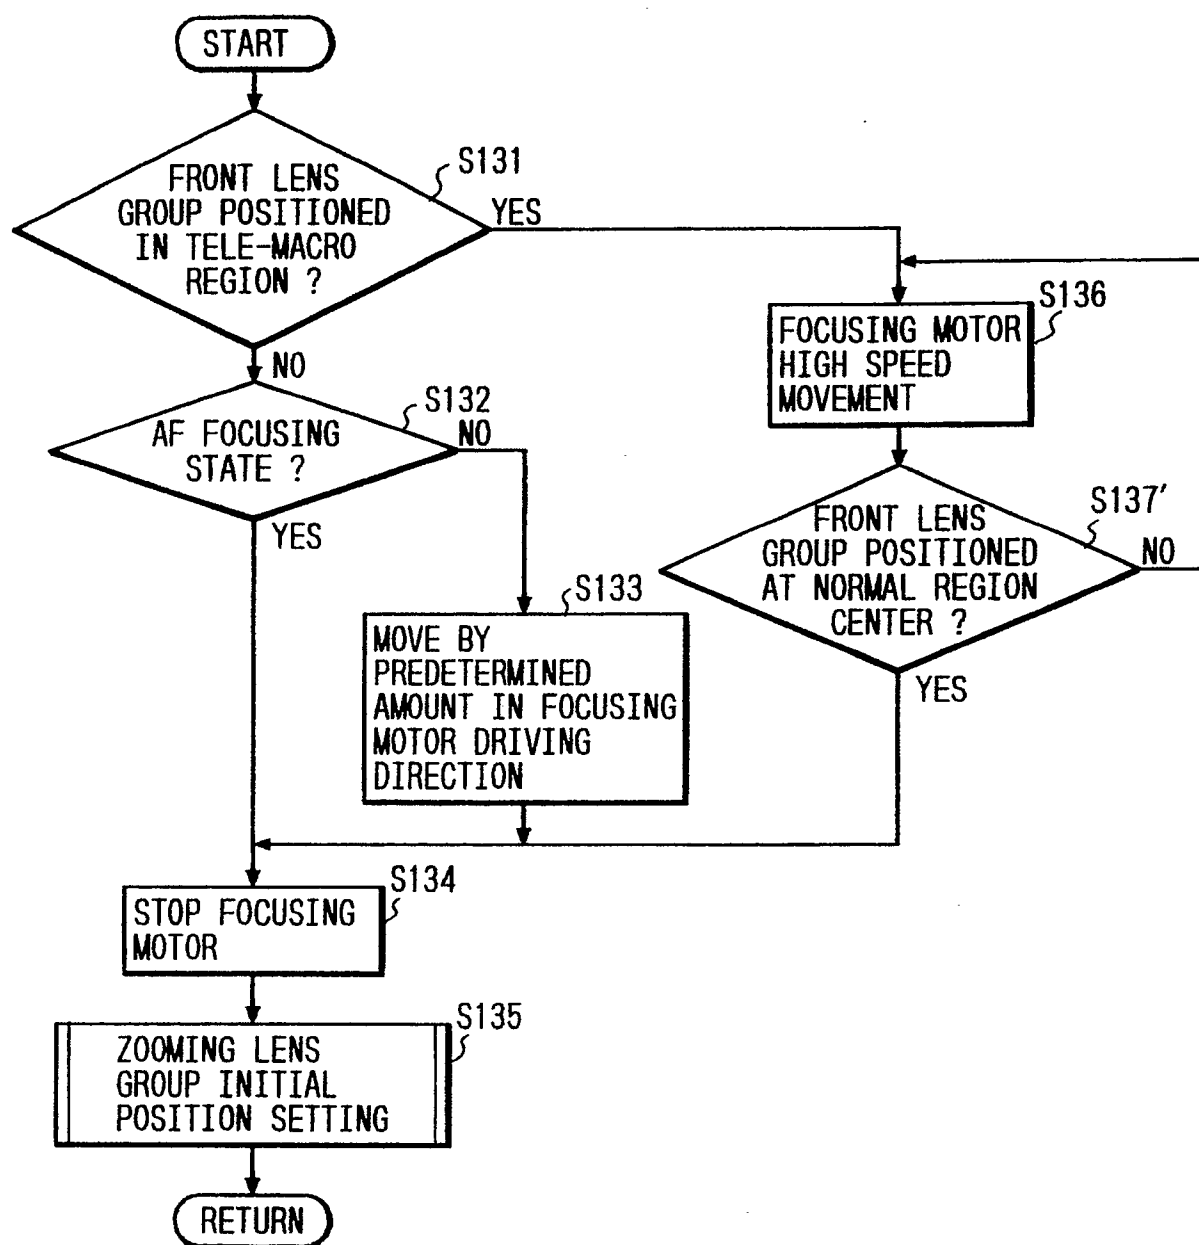 START
S131
FRONT LENS
GROUP POSITIONED
IN TELE-MACRO
REGION ?
YES
NO
S136
FOCUSING MOTOR
HIGH SPEED
MOVEMENT
S132
AF FOCUSING
STATE ?
NO
YES
S137′
FRONT LENS
GROUP POSITIONED
AT NORMAL REGION
CENTER ?
NO
YES
S133
MOVE BY
PREDETERMINED
AMOUNT IN FOCUSING
MOTOR DRIVING
DIRECTION
S134
STOP FOCUSING
MOTOR
S135
ZOOMING LENS
GROUP INITIAL
POSITION SETTING
RETURN